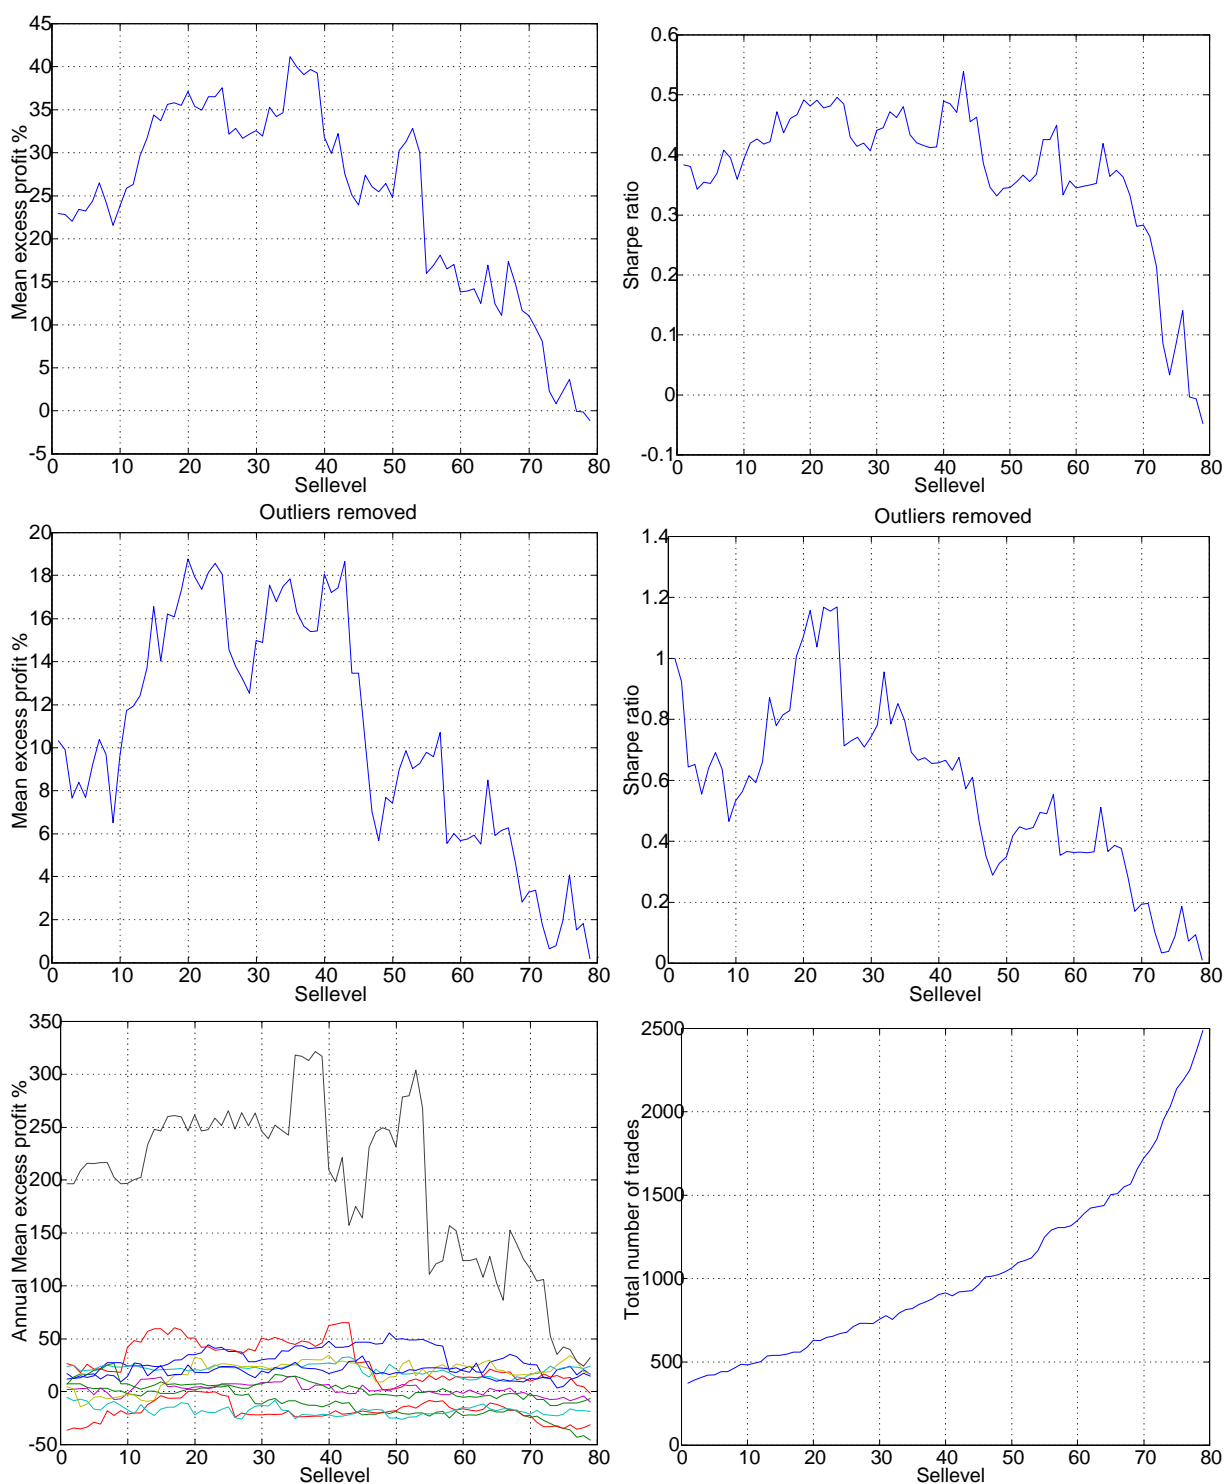 45
40
35
30
25
20
15
10
5
0
-5
0 10 20 30 40 50 60 70 80
Sellevel
Mean excess profit %
0.6
0.5
0.4
0.3
0.2
0.1
0
-0.1
0 10 20 30 40 50 60 70 80
Sellevel
Sharpe ratio
Outliers removed
20
18
16
14
12
10
8
6
4
2
0
0 10 20 30 40 50 60 70 80
Sellevel
Mean excess profit %
Outliers removed
1.4
1.2
1
0.8
0.6
0.4
0.2
0
0 10 20 30 40 50 60 70 80
Sellevel
Sharpe ratio
350
300
250
200
150
100
50
0
-50
0 10 20 30 40 50 60 70 80
Sellevel
Annual Mean excess profit %
2500
2000
1500
1000
500
0
0 10 20 30 40 50 60 70 80
Sellevel
Total number of trades